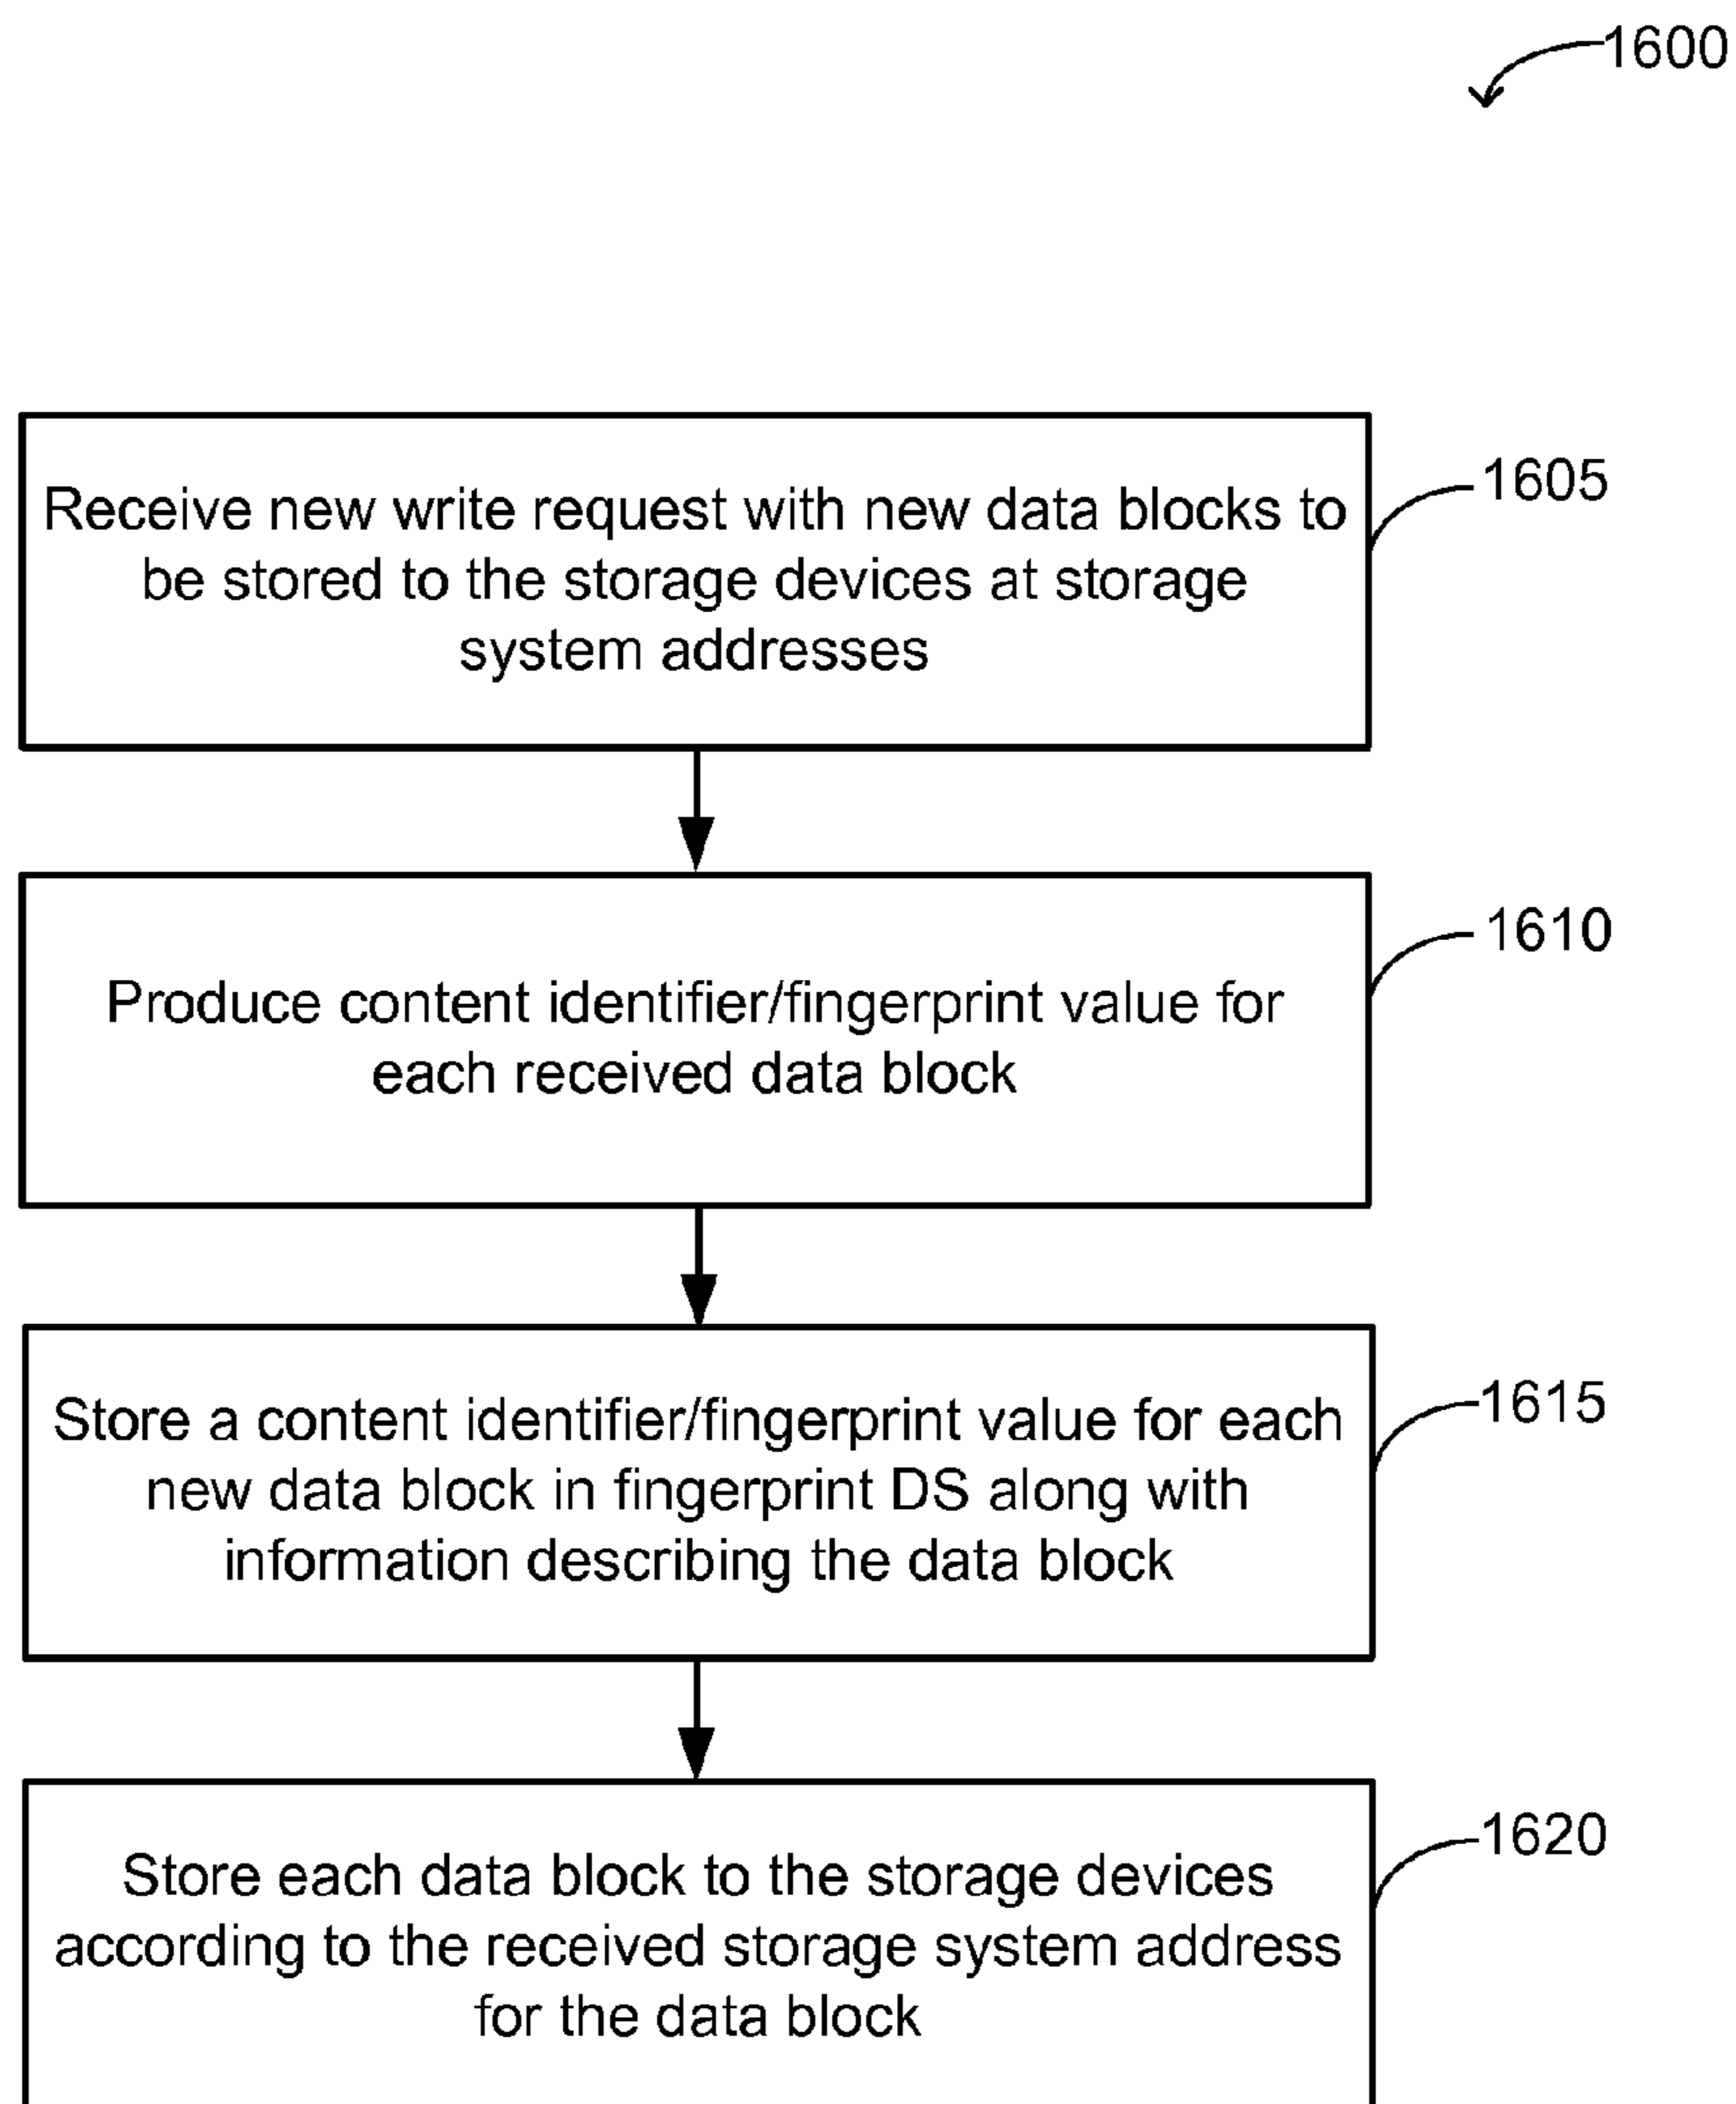 1600
Receive new write request with new data blocks to
be stored to the storage devices at storage
system addresses
1605
Produce content identifier/fingerprint value for
each received data block
1610
Store a content identifier/fingerprint value for each
new data block in fingerprint DS along with
information describing the data block
1615
Store each data block to the storage devices
according to the received storage system address
for the data block
1620